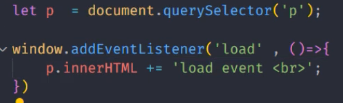 let p  = document.querySelector('p');
window.addEventListener('load' , ()=>{
    p.innerHTML += 'load event <br>';
})